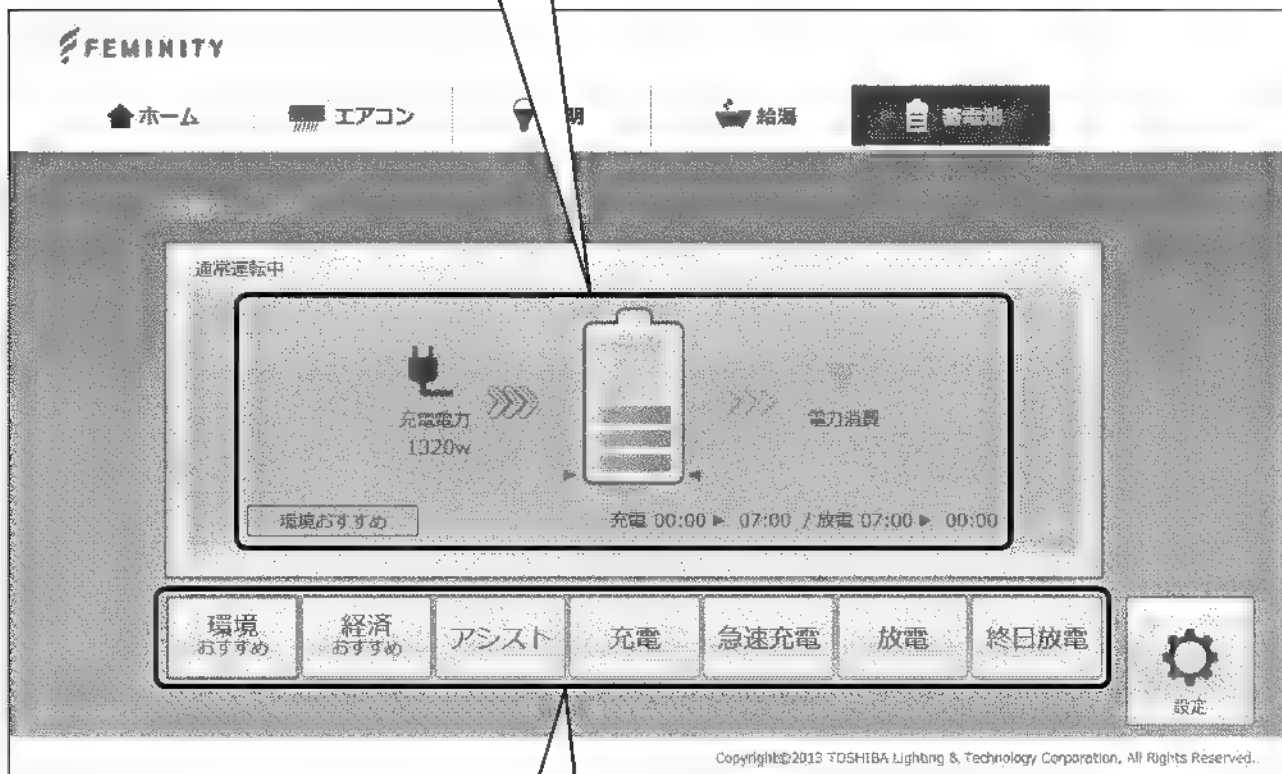 FEMINITY
ホーム エアコン 明 給湯 蓄電池
通常運転中
充電電力
1320w
電力消費
環境おすすめ
充電 00:00 ▶ 07:00 / 放電 07:00 ▶ 00:00
環境 おすすめ
経済 おすすめ
アシスト
充電
急速充電
放電
終日放電
設定
Copyright©2013 TOSHIBA Lighting & Technology Corporation, All Rights Reserved.